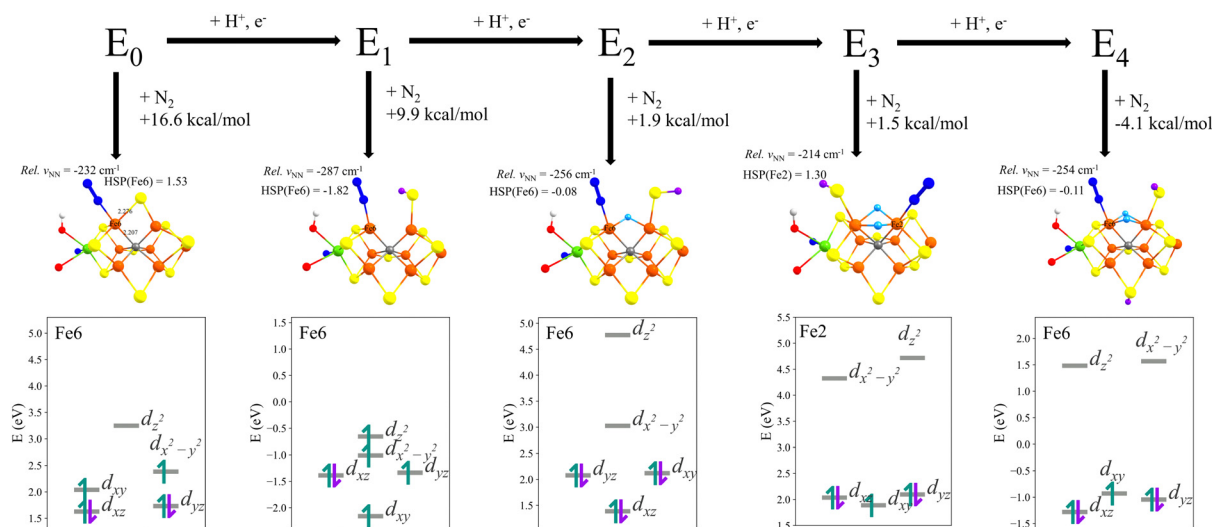 + H⁺, e⁻
+ H⁺, e⁻
+ H⁺, e⁻
+ H⁺, e⁻
E₀
E₁
E₂
E₃
E₄
+ N₂
+16.6 kcal/mol
+ N₂
+9.9 kcal/mol
+ N₂
+1.9 kcal/mol
+ N₂
+1.5 kcal/mol
+ N₂
-4.1 kcal/mol
Rel. νNN = -232 cm⁻¹
HSP(Fe6) = 1.53
2.276
Fe6
2.207
Rel. νNN = -287 cm⁻¹
HSP(Fe6) = -1.82
Fe6
Rel. νNN = -256 cm⁻¹
HSP(Fe6) = -0.08
Fe6
Rel. νNN = -214 cm⁻¹
HSP(Fe2) = 1.30
Fe2
Rel. νNN = -254 cm⁻¹
HSP(Fe6) = -0.11
Fe6
E (eV)
5.0
4.5
4.0
3.5
3.0
2.5
2.0
1.5
dz²
dx²−y²
dxy
dxz
dyz
Fe6
E (eV)
1.5
1.0
0.5
0.0
−0.5
−1.0
−1.5
−2.0
dz²
dx²−y²
dxz
dyz
dxy
Fe6
E (eV)
5.0
4.5
4.0
3.5
3.0
2.5
2.0
1.5
dz²
dx²−y²
dyz
dxy
dxz
Fe2
E (eV)
5.5
5.0
4.5
4.0
3.5
3.0
2.5
2.0
1.5
dz²
dx²−y²
dxz
dxy
dyz
Fe6
E (eV)
1.5
1.0
0.5
0.0
−0.5
−1.0
−1.5
dz²
dx²−y²
dxy
dxz
dyz